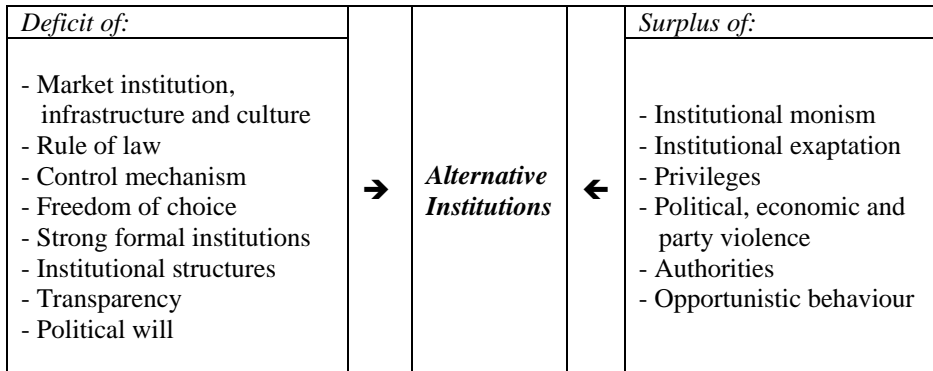 Deficit of:
- Market institution,
infrastructure and culture
- Rule of law
- Control mechanism
- Freedom of choice
- Strong formal institutions
- Institutional structures
- Transparency
- Political will
➔
Alternative
Institutions
🡸
Surplus of:
- Institutional monism
- Institutional exaptation
- Privileges
- Political, economic and
party violence
- Authorities
- Opportunistic behaviour